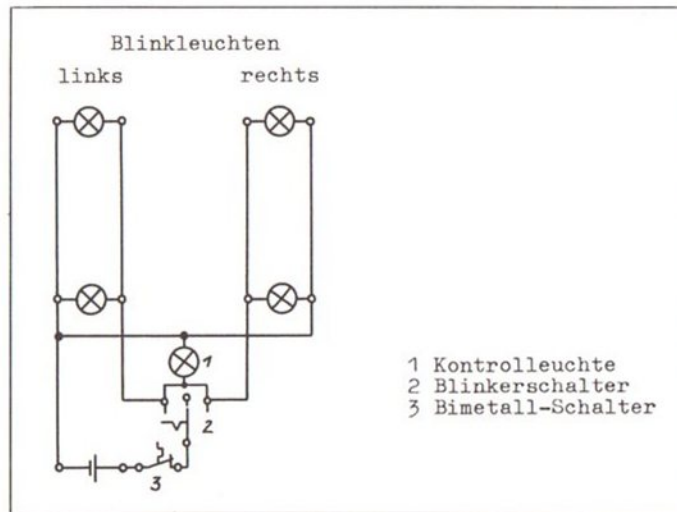 Blinkleuchten
links rechts
1
2
3
1 Kontrolleuchte
2 Blinkerschalter
3 Bimetall-Schalter